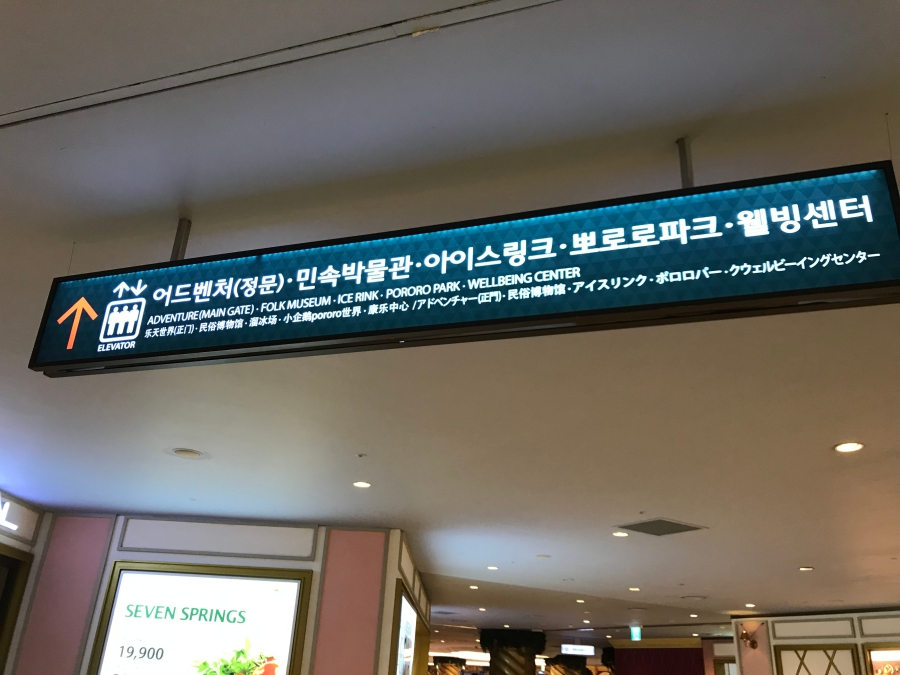 어드벤처(정문)·민속박물관·아이스링크·뽀로로파크·웰빙센터
ADVENTURE(MAIN GATE)·FOLK MUSEUM·ICE RINK·PORORO PARK·WELLBEING CENTER
乐天世界(正门)·民俗博物馆·溜冰场·小企鹅pororo世界·康乐中心 /アドベンチャー(正門)·民俗博物馆·アイスリンク·ポロロパー·クウェルビーイングセンター
ELEVATOR
SEVEN SPRINGS
19,900